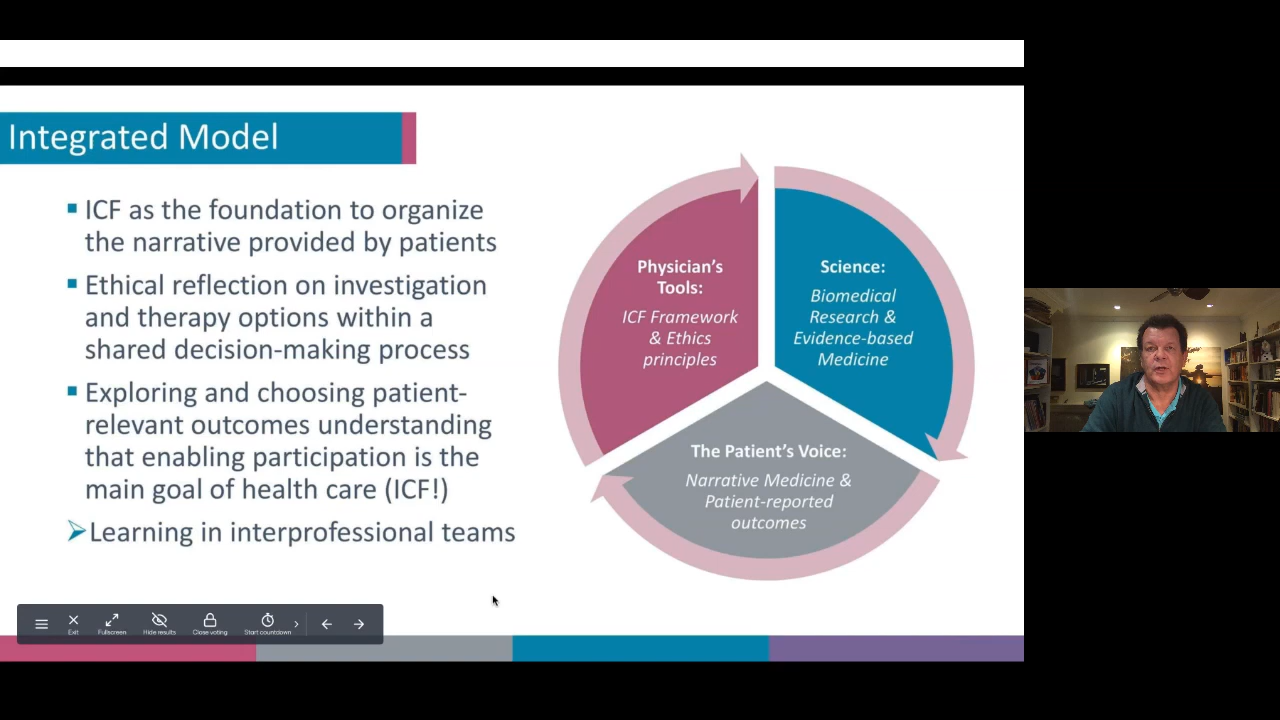 Integrated Model
ICF as the foundation to organize
the narrative provided by patients
Ethical reflection on investigation
and therapy options within a
shared decision-making process
Exploring and choosing patient-
relevant outcomes understanding
that enabling participation is the
main goal of health care (ICF!)
Learning in interprofessional teams
Physician's
Tools:
ICF Framework
& Ethics
principles
Science:
Biomedical
Research &
Evidence-based
Medicine
The Patient's Voice:
Narrative Medicine &
Patient-reported
outcomes
Exit
Fullscreen
Hide results
Close voting
Start countdown